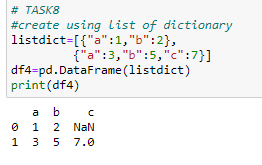 # TASK8
#create using list of dictionary
listdict=[{"a":1,"b":2},
{"a":3,"b":5,"c":7}]
df4=pd.DataFrame(listdict)
print(df4)
a b c
0 1 2 NaN
1 3 5 7.0